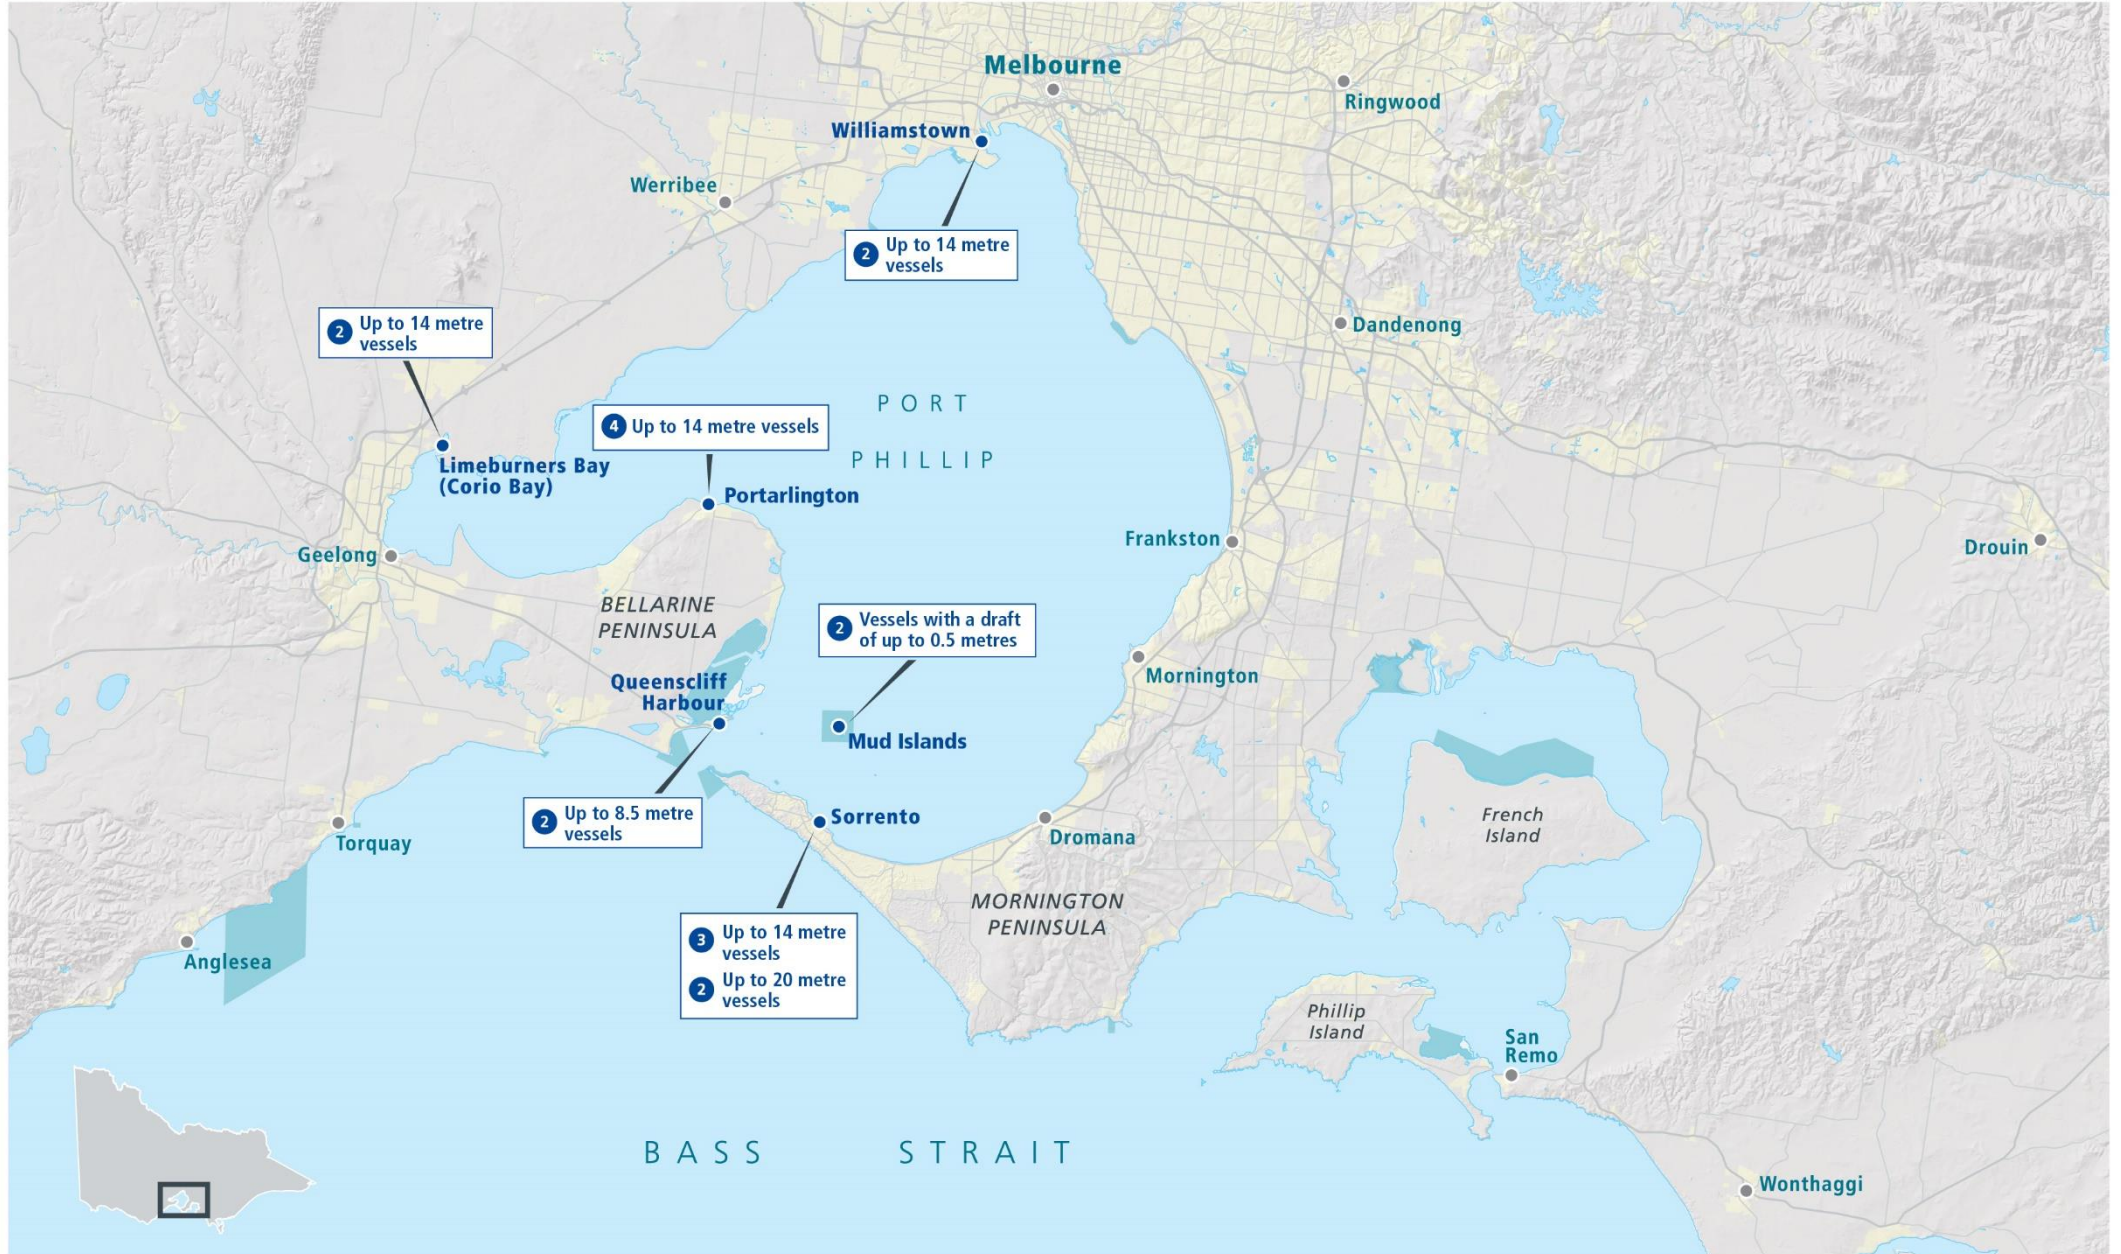 Melbourne
Ringwood
Williamstown
Werribee
2 Up to 14 metre
vessels
2 Up to 14 metre
vessels
Dandenong
PORT
PHILLIP
4 Up to 14 metre vessels
Limeburners Bay
(Corio Bay)
Portarlington
Geelong
Frankston
Drouin
BELLARINE
PENINSULA
2 Vessels with a draft
of up to 0.5 metres
Queenscliff
Harbour
Mornington
Mud Islands
2 Up to 8.5 metre
vessels
Sorrento
Torquay
Dromana
French
Island
MORNINGTON
PENINSULA
3 Up to 14 metre
vessels
2 Up to 20 metre
vessels
Anglesea
Phillip
Island
San
Remo
BASS STRAIT
Wonthaggi